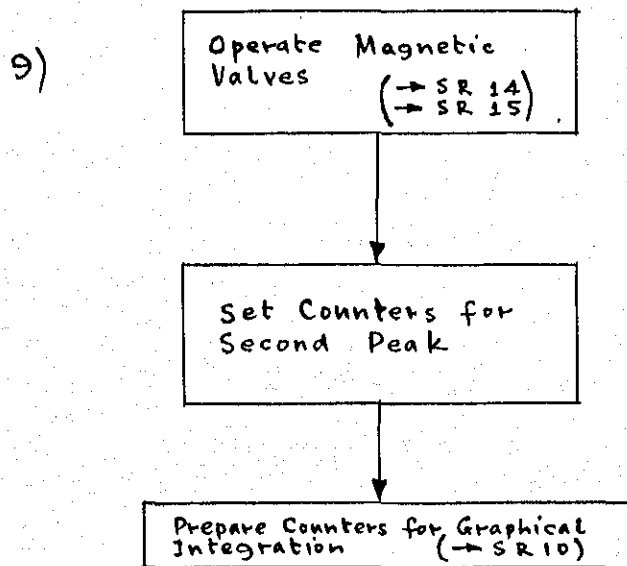 9)
Operate Magnetic
Valves (→ SR 14
→ SR 15)
Set Counters for
Second Peak
Prepare Counters for Graphical
Integration (→ SR 10)